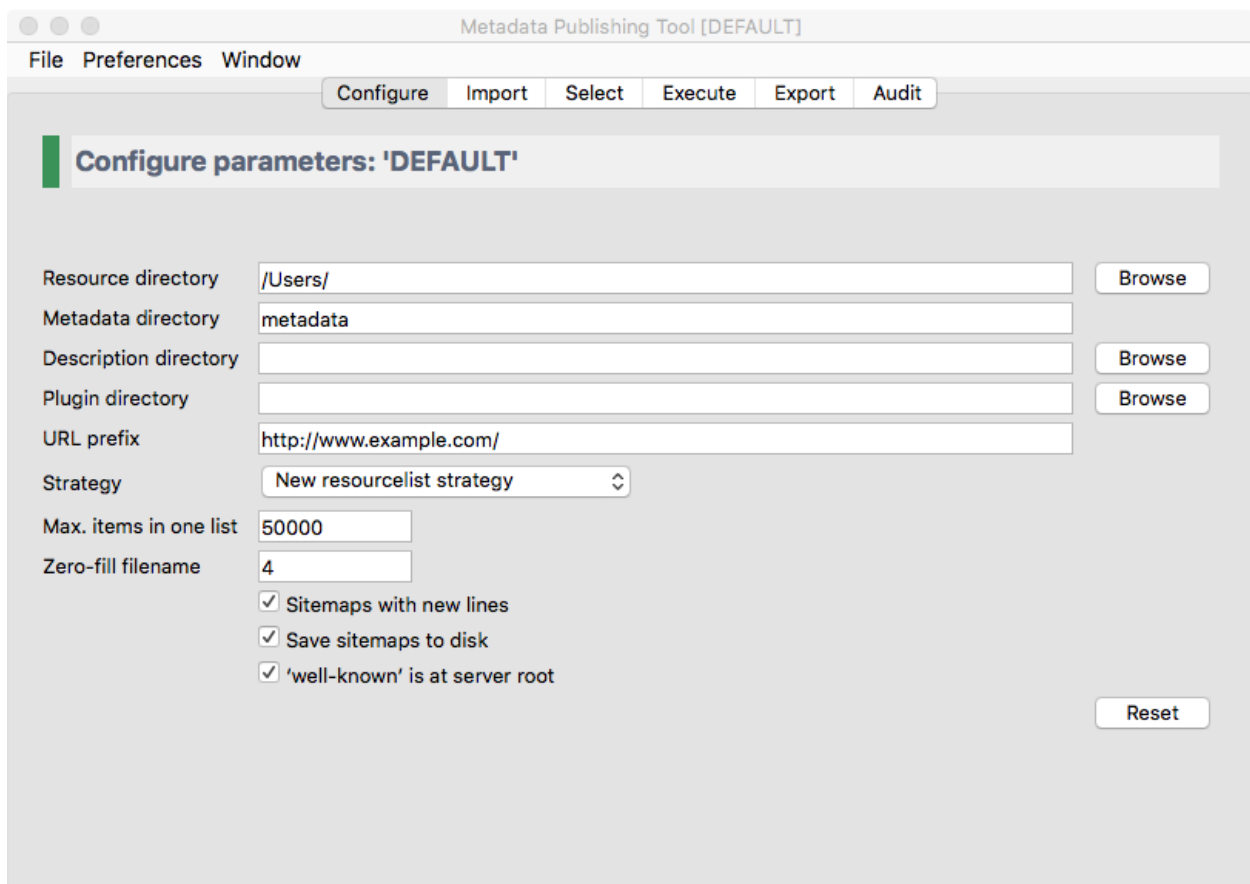 Metadata Publishing Tool [DEFAULT]
File Preferences Window
Configure Import Select Execute Export Audit
Configure parameters: 'DEFAULT'
Resource directory /Users/ Browse
Metadata directory metadata
Description directory Browse
Plugin directory Browse
URL prefix http://www.example.com/
Strategy New resourcelist strategy
Max. items in one list 50000
Zero-fill filename 4
Sitemaps with new lines
Save sitemaps to disk
‘well-known’ is at server root
Reset